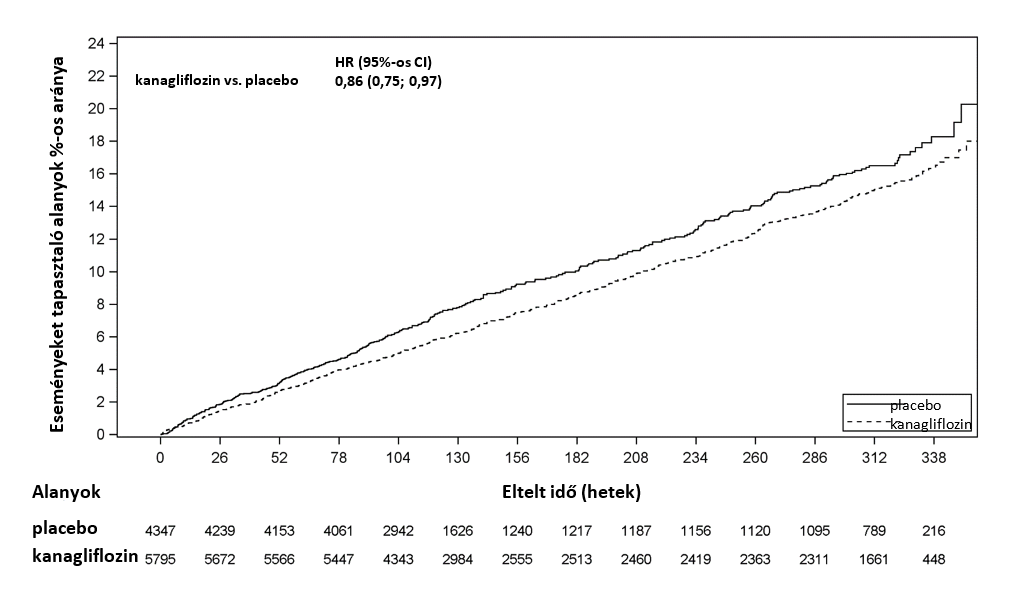 24
22
20
18
16
14
12
10
8
6
4
2
0
Eseményeket tapasztaló alanyok %-os aránya
HR (95%-os CI)
kanagliflozin vs. placebo 0,86 (0,75; 0,97)
placebo
kanagliflozin
0 26 52 78 104 130 156 182 208 234 260 286 312 338
Alanyok Eltelt idő (hetek)
placebo 4347 4239 4153 4061 2942 1626 1240 1217 1187 1156 1120 1095 789 216
kanagliflozin 5795 5672 5566 5447 4343 2984 2555 2513 2460 2419 2363 2311 1661 448